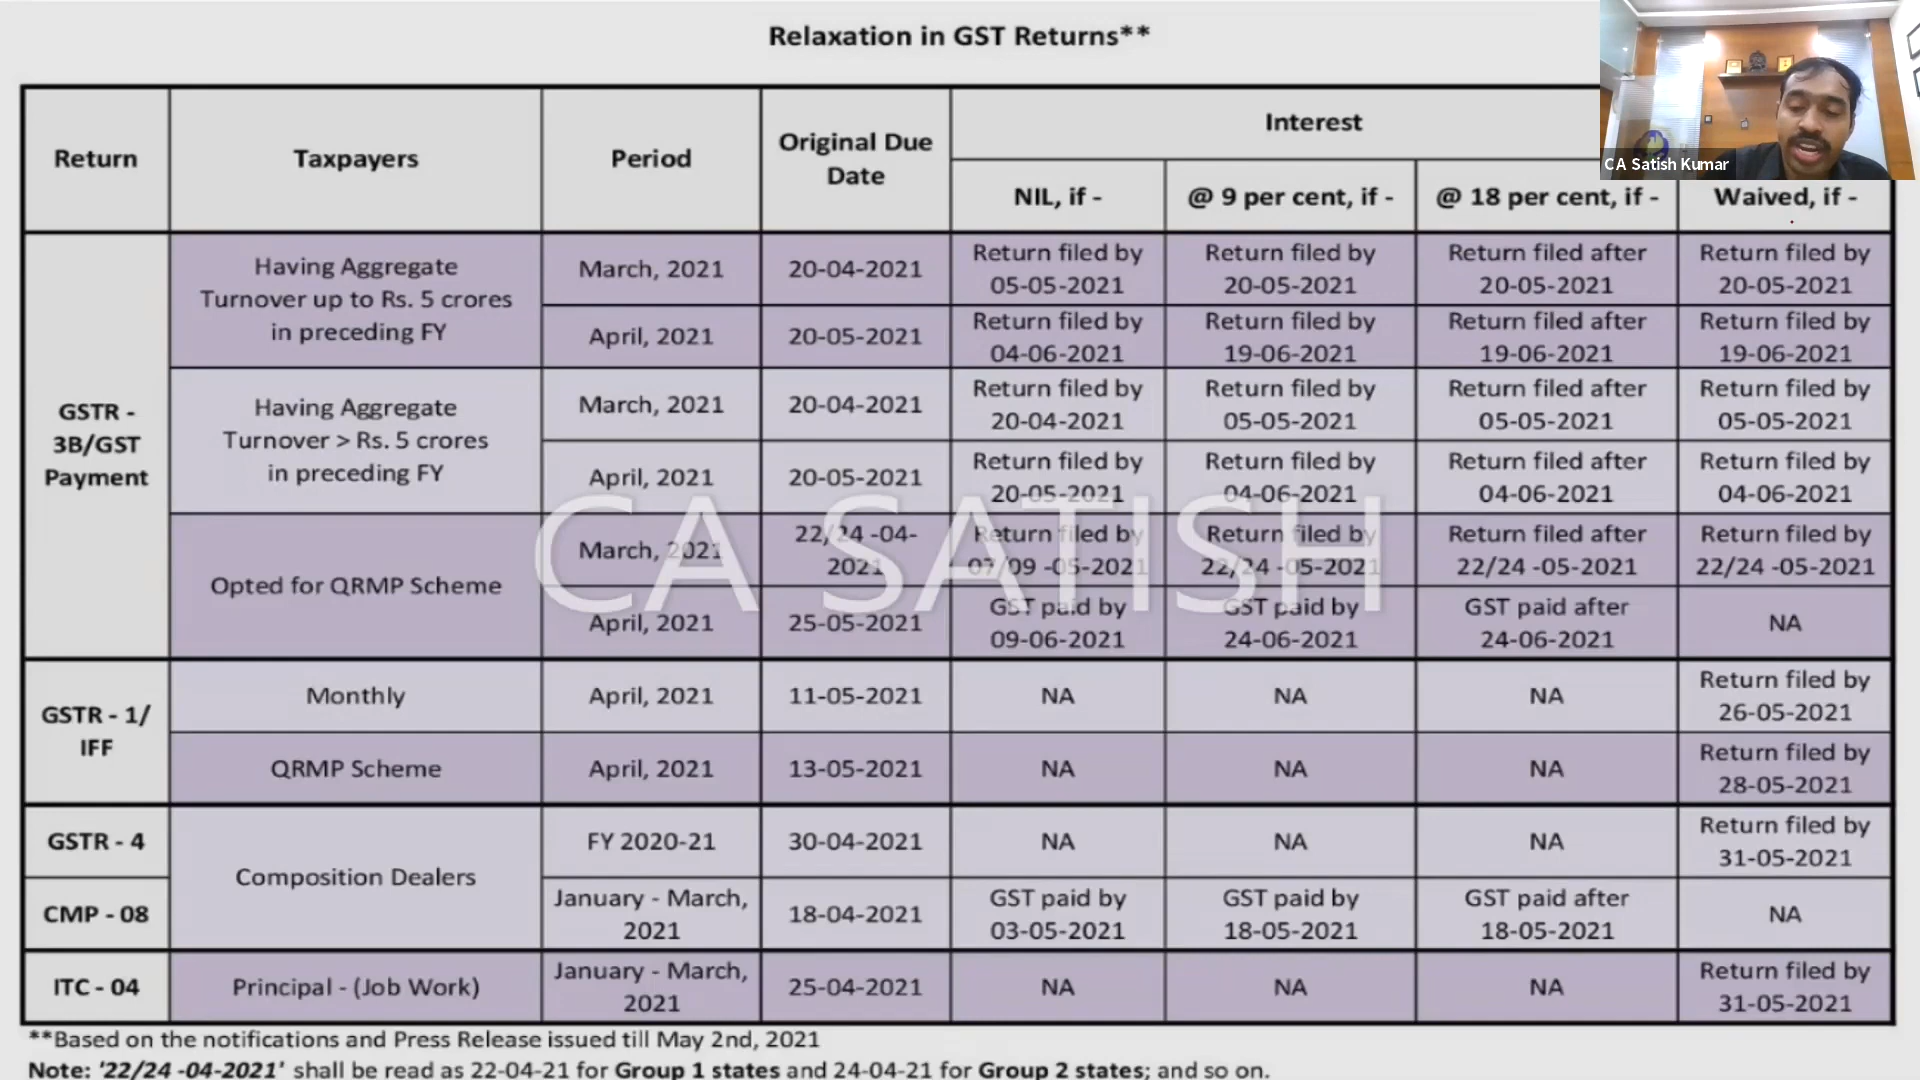 Relaxation in GST Returns**
CA Satish Kumar
Return
Taxpayers
Period
Original Due
Date
Interest
NIL, if -
@ 9 per cent, if -
@ 18 per cent, if -
Waived, if -
GSTR -
3B/GST
Payment
Having Aggregate
Turnover up to Rs. 5 crores
in preceding FY
March, 2021
20-04-2021
Return filed by
05-05-2021
Return filed by
20-05-2021
Return filed after
20-05-2021
Return filed by
20-05-2021
April, 2021
20-05-2021
Return filed by
04-06-2021
Return filed by
19-06-2021
Return filed after
19-06-2021
Return filed by
19-06-2021
Having Aggregate
Turnover > Rs. 5 crores
in preceding FY
March, 2021
20-04-2021
Return filed by
20-04-2021
Return filed by
05-05-2021
Return filed after
05-05-2021
Return filed by
05-05-2021
April, 2021
20-05-2021
Return filed by
20-05-2021
Return filed by
04-06-2021
Return filed after
04-06-2021
Return filed by
04-06-2021
Opted for QRMP Scheme
March, 2021
22/24 -04-
2021
Return filed by
07/09 -05-2021
Return filed by
22/24 -05-2021
Return filed after
22/24 -05-2021
Return filed by
22/24 -05-2021
April, 2021
25-05-2021
GST paid by
09-06-2021
GST paid by
24-06-2021
GST paid after
24-06-2021
NA
CA SATISH
GSTR - 1/
IFF
Monthly
April, 2021
11-05-2021
NA
NA
NA
Return filed by
26-05-2021
QRMP Scheme
April, 2021
13-05-2021
NA
NA
NA
Return filed by
28-05-2021
GSTR - 4
Composition Dealers
FY 2020-21
30-04-2021
NA
NA
NA
Return filed by
31-05-2021
CMP - 08
January - March,
2021
18-04-2021
GST paid by
03-05-2021
GST paid by
18-05-2021
GST paid after
18-05-2021
NA
ITC - 04
Principal - (Job Work)
January - March,
2021
25-04-2021
NA
NA
NA
Return filed by
31-05-2021
**Based on the notifications and Press Release issued till May 2nd, 2021
Note: '22/24 -04-2021' shall be read as 22-04-21 for Group 1 states and 24-04-21 for Group 2 states; and so on.